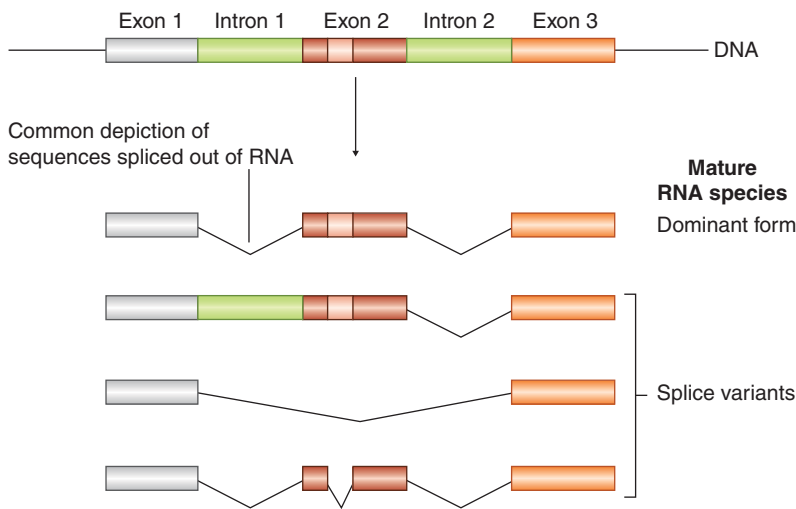 Exon 1 Intron 1 Exon 2 Intron 2 Exon 3
DNA
Common depiction of
sequences spliced out of RNA
Mature
RNA species
Dominant form
Splice variants